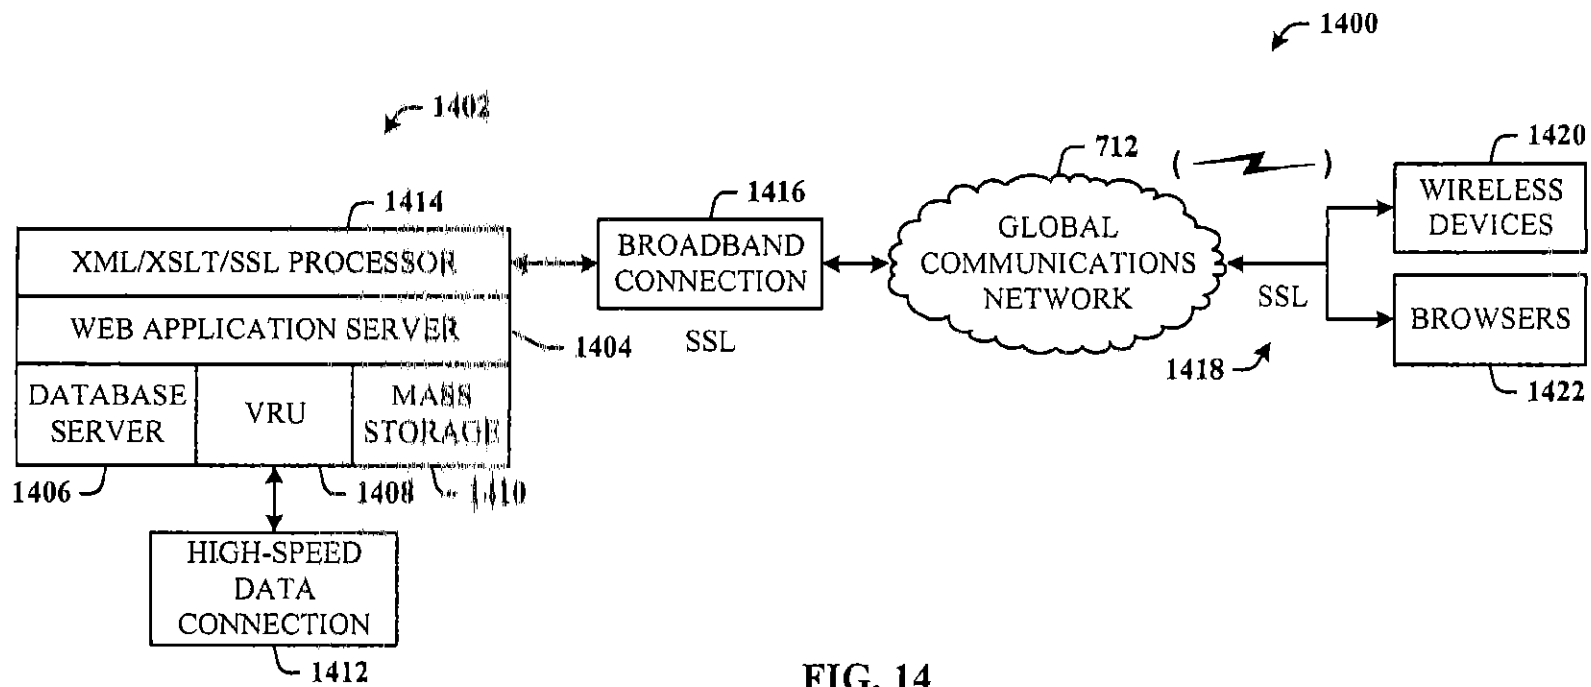 1400
1402
1420
712
( )
WIRELESS
DEVICES
1416
1414
BROADBAND
CONNECTION
GLOBAL
COMMUNICATIONS
NETWORK
XML/XSLT/SSL PROCESSOR
WEB APPLICATION SERVER
1404
SSL
SSL
BROWSERS
1418
1422
DATABASE
SERVER
VRU
MASS
STORAGE
1406
1408
1410
HIGH-SPEED
DATA
CONNECTION
1412
FIG. 14